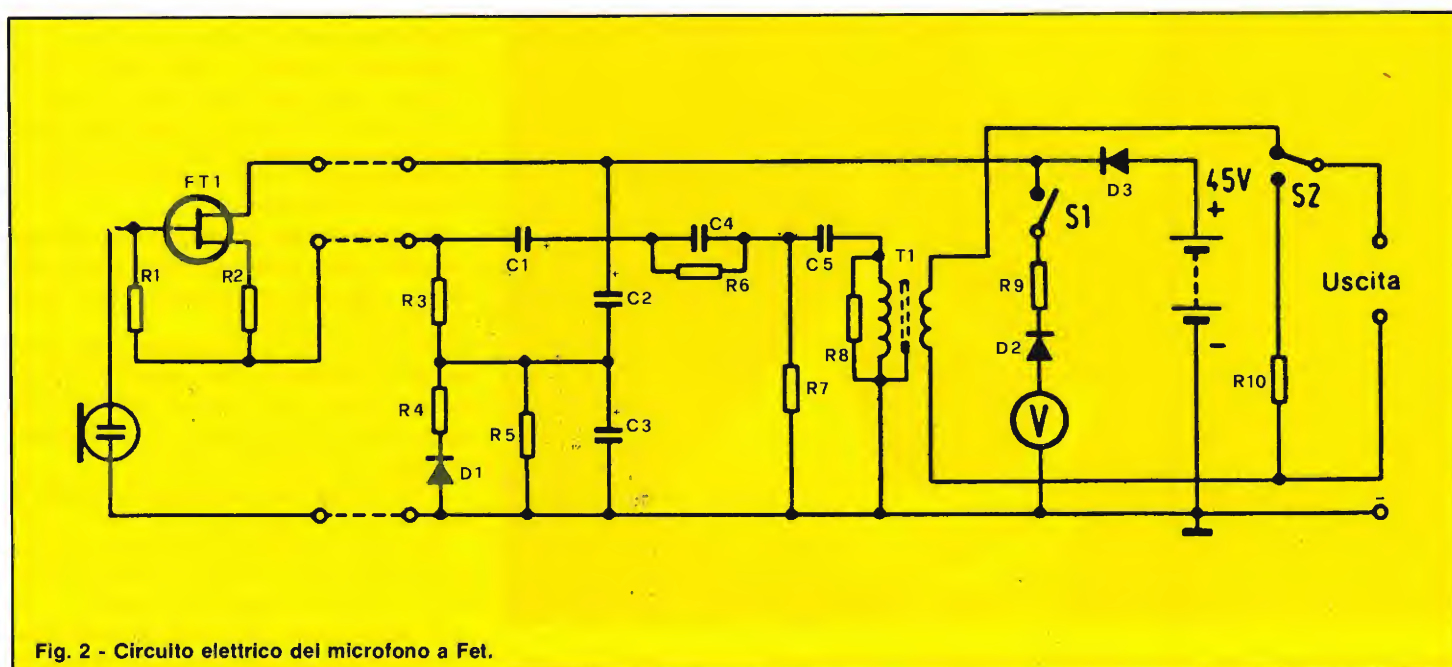 FT1
R1
R2
R3
R4
D1
R5
C1
C2
C3
C4
R6
C5
R7
R8
T1
S1
R9
D2
V
D3
45V
+
-
S2
R10
Uscita
Fig. 2 - Circuito elettrico del microfono a Fet.